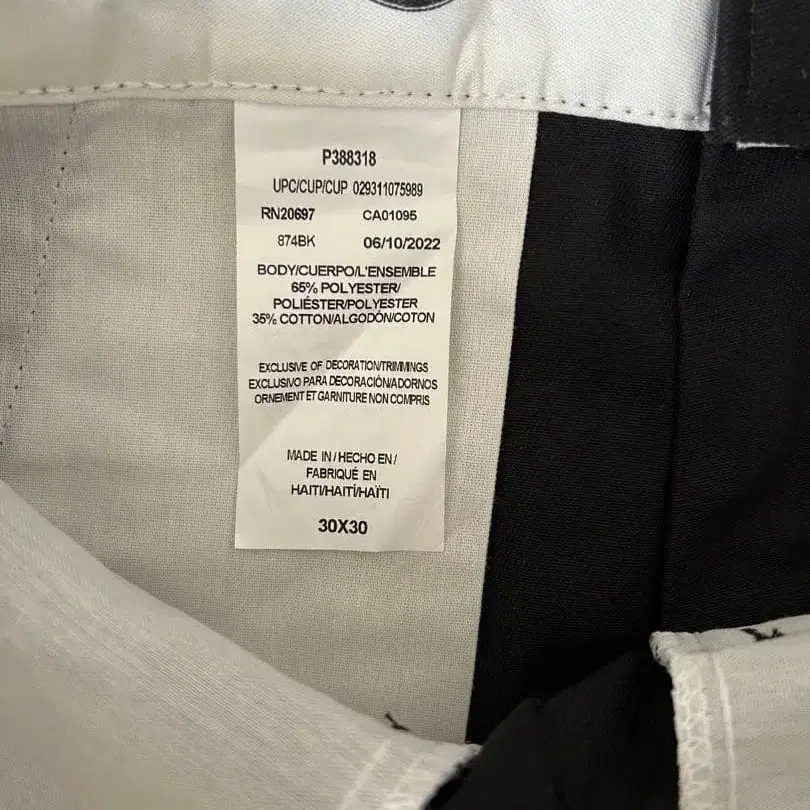 P388318
UPC/CUP/CUP 029311075989
RN20697 CA01095
874BK 06/10/2022
BODY/CUERPO/L'ENSEMBLE
65% POLYESTER/
POLIÉSTER/POLYESTER
35% COTTON/ALGODÓN/COTON
EXCLUSIVE OF DECORATION/TRIMMINGS
EXCLUSIVO PARA DECORACIÓN/ADORNOS
ORNEMENT ET GARNITURE NON COMPRIS
MADE IN / HECHO EN /
FABRIQUÉ EN
HAITI/HAITÍ/HAÏTI
30X30